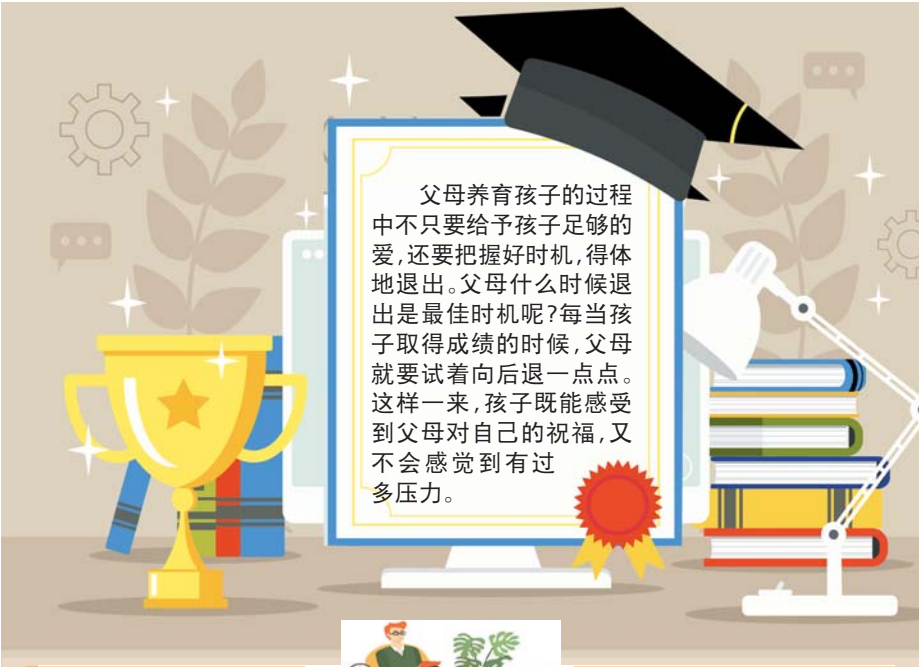 父母养育孩子的过程
中不只要给予孩子足够的
爱,还要把握好时机,得体
地退出。父母什么时候退
出是最佳时机呢?每当孩
子取得成绩的时候,父母
就要试着向后退一点点。
这样一来,孩子既能感受
到父母对自己的祝福,又
不会感觉到有过
多压力。